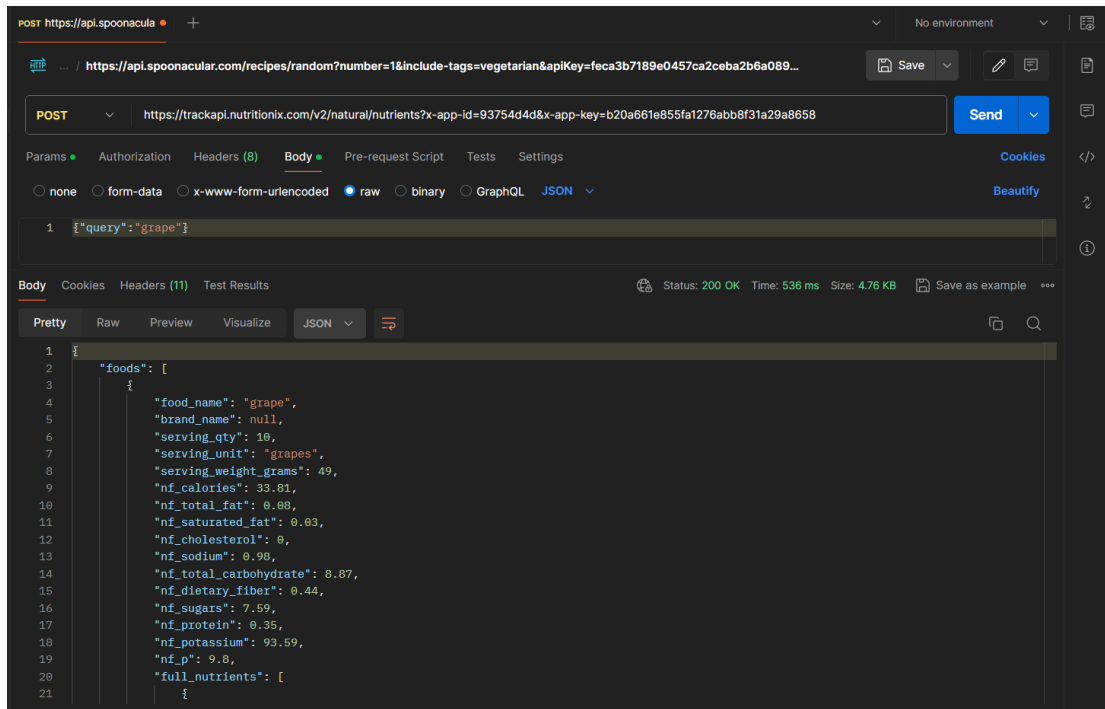 POST https://api.spoonacula
No environment
HTTP ... / https://api.spoonacular.com/recipes/random?number=1&include-tags=vegetarian&apiKey=feca3b7189e0457ca2ceba2b6a089...
Save
POST https://trackapi.nutritionix.com/v2/natural/nutrients?x-app-id=93754d4d&x-app-key=b20a661e855fa1276abb8f31a29a8658 Send
Params Authorization Headers (8) Body Pre-request Script Tests Settings Cookies
none form-data x-www-form-urlencoded raw binary GraphQL JSON Beautify
1 {"query":"grape"}
Body Cookies Headers (11) Test Results Status: 200 OK Time: 536 ms Size: 4.76 KB Save as example
Pretty Raw Preview Visualize JSON
1 {
2 "foods": [
3 {
4 "food_name": "grape",
5 "brand_name": null,
6 "serving_qty": 10,
7 "serving_unit": "grapes",
8 "serving_weight_grams": 49,
9 "nf_calories": 33.81,
10 "nf_total_fat": 0.08,
11 "nf_saturated_fat": 0.03,
12 "nf_cholesterol": 0,
13 "nf_sodium": 0.98,
14 "nf_total_carbohydrate": 8.87,
15 "nf_dietary_fiber": 0.44,
16 "nf_sugars": 7.59,
17 "nf_protein": 0.35,
18 "nf_potassium": 93.59,
19 "nf_p": 9.8,
20 "full_nutrients": [
21 {